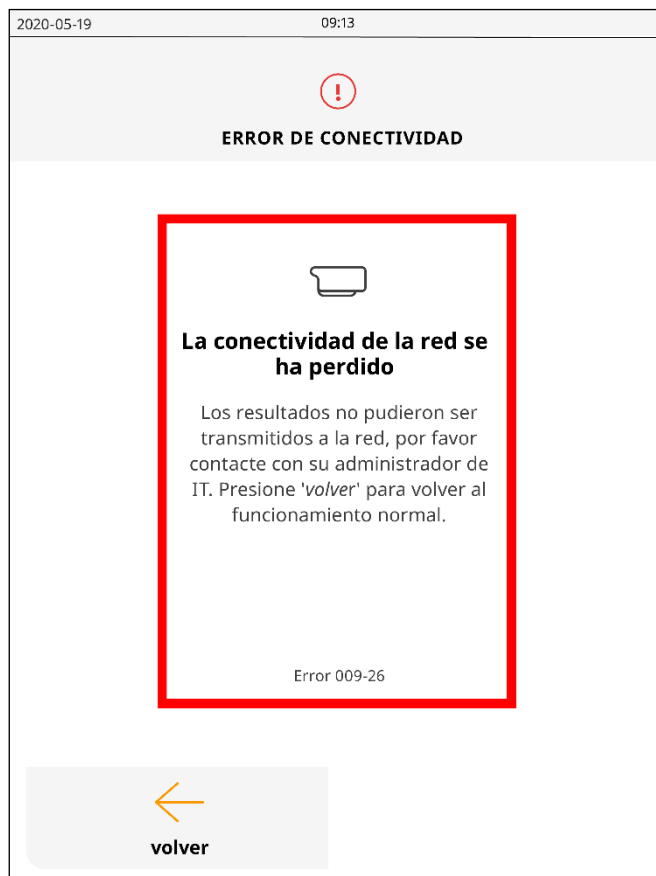 2020-05-19 09:13
ERROR DE CONECTIVIDAD
La conectividad de la red se
ha perdido
Los resultados no pudieron ser
transmitidos a la red, por favor
contacte con su administrador de
IT. Presione 'volver' para volver al
funcionamiento normal.
Error 009-26
volver